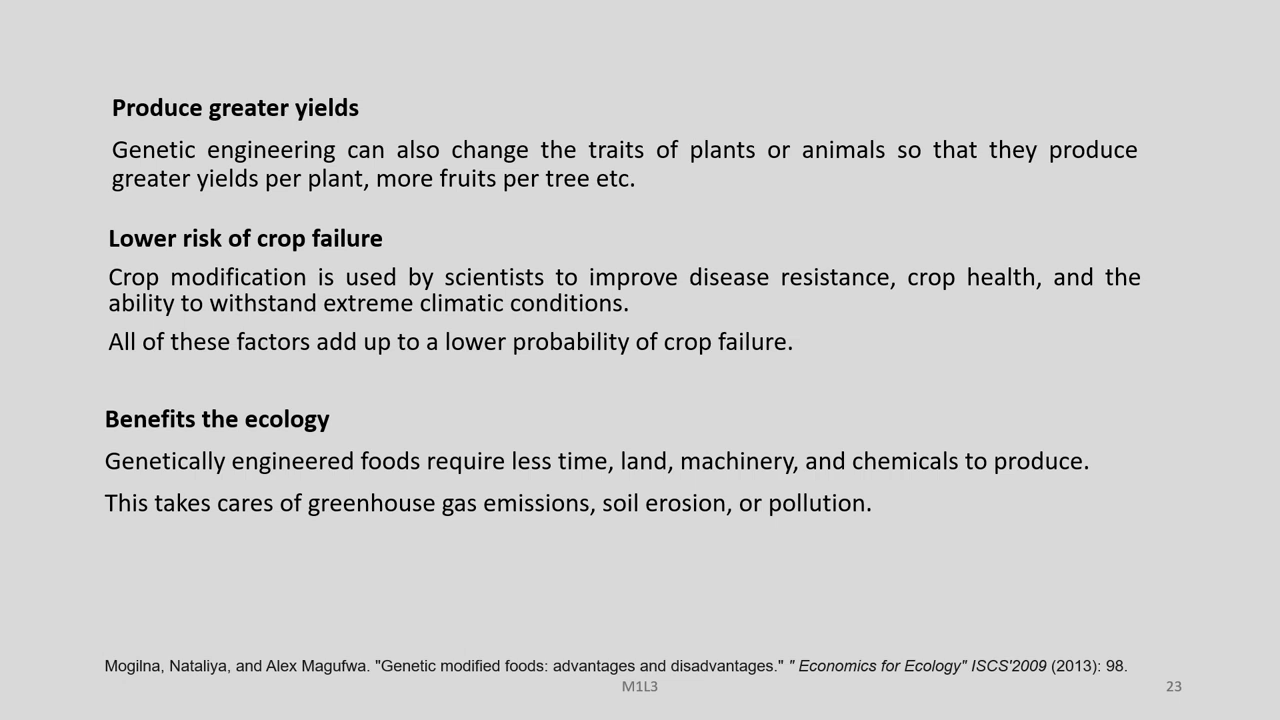 Produce greater yields
Genetic engineering can also change the traits of plants or animals so that they produce
greater yields per plant, more fruits per tree etc.
Lower risk of crop failure
Crop modification is used by scientists to improve disease resistance, crop health, and the
ability to withstand extreme climatic conditions.
All of these factors add up to a lower probability of crop failure.
Benefits the ecology
Genetically engineered foods require less time, land, machinery, and chemicals to produce.
This takes cares of greenhouse gas emissions, soil erosion, or pollution.
Mogilna, Nataliya, and Alex Magufwa. "Genetic modified foods: advantages and disadvantages." " Economics for Ecology" ISCS'2009 (2013): 98.
M1L3
23